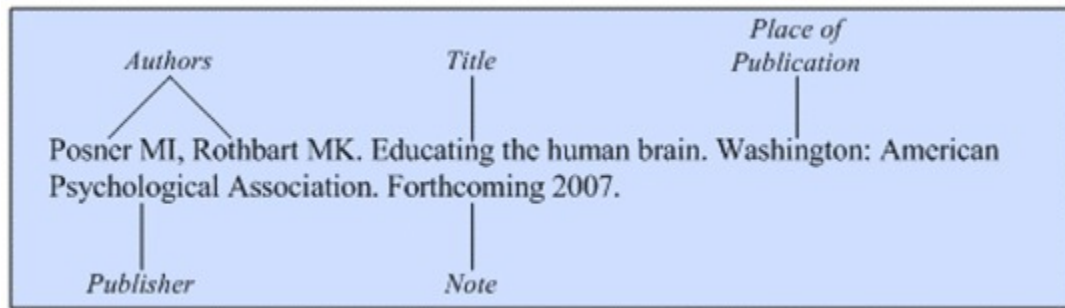 Authors
Title
Place of
Publication
Posner MI, Rothbart MK. Educating the human brain. Washington: American
Psychological Association. Forthcoming 2007.
Publisher
Note